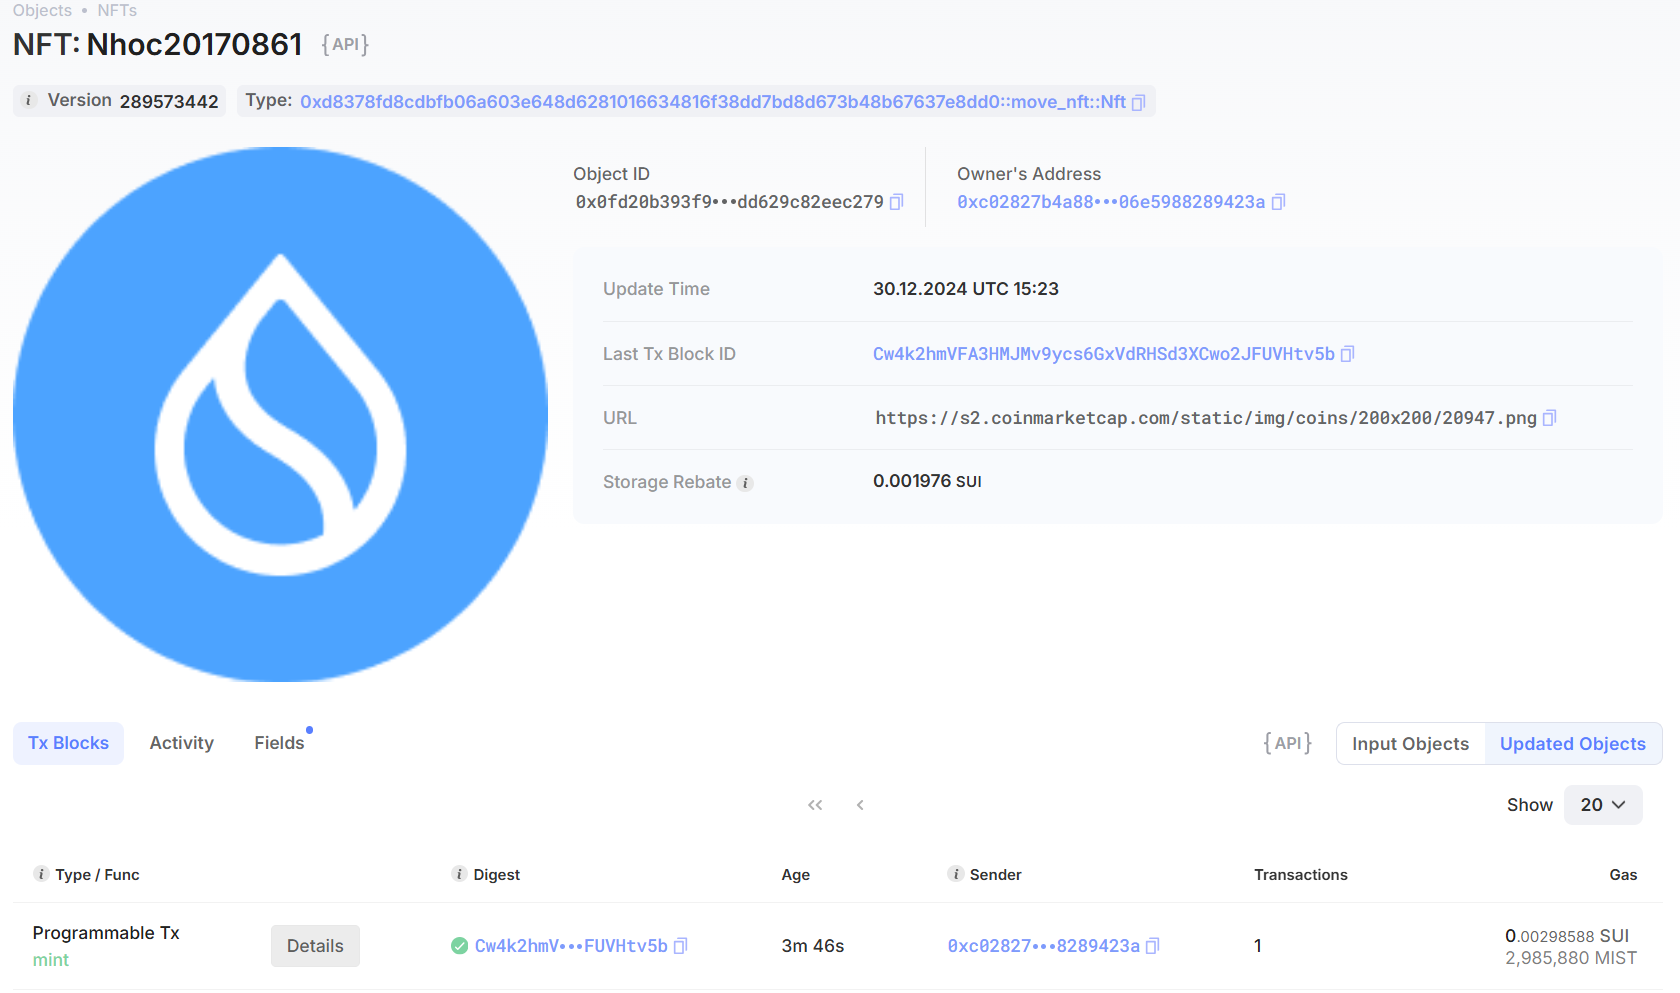 Objects • NFTs
NFT: Nhoc20170861 {API}
i Version 289573442 Type: 0xd8378fd8cdbfb06a603e648d6281016634816f38dd7bd8d673b48b67637e8dd0::move_nft::Nft
Object ID
0x0fd20b393f9•••dd629c82eec279
Owner's Address
0xc02827b4a88•••06e5988289423a
Update Time 30.12.2024 UTC 15:23
Last Tx Block ID Cw4k2hmVFA3HMJMv9ycs6GxVdRHSd3XCwo2JFUVHtv5b
URL https://s2.coinmarketcap.com/static/img/coins/200x200/20947.png
Storage Rebate i 0.001976 SUI
Tx Blocks Activity Fields {API} Input Objects Updated Objects
Show 20
i Type / Func i Digest Age i Sender Transactions Gas
Programmable Tx Details Cw4k2hmV•••FUVHtv5b 3m 46s 0xc02827•••8289423a 1 0.00298588 SUI
mint 2,985,880 MIST